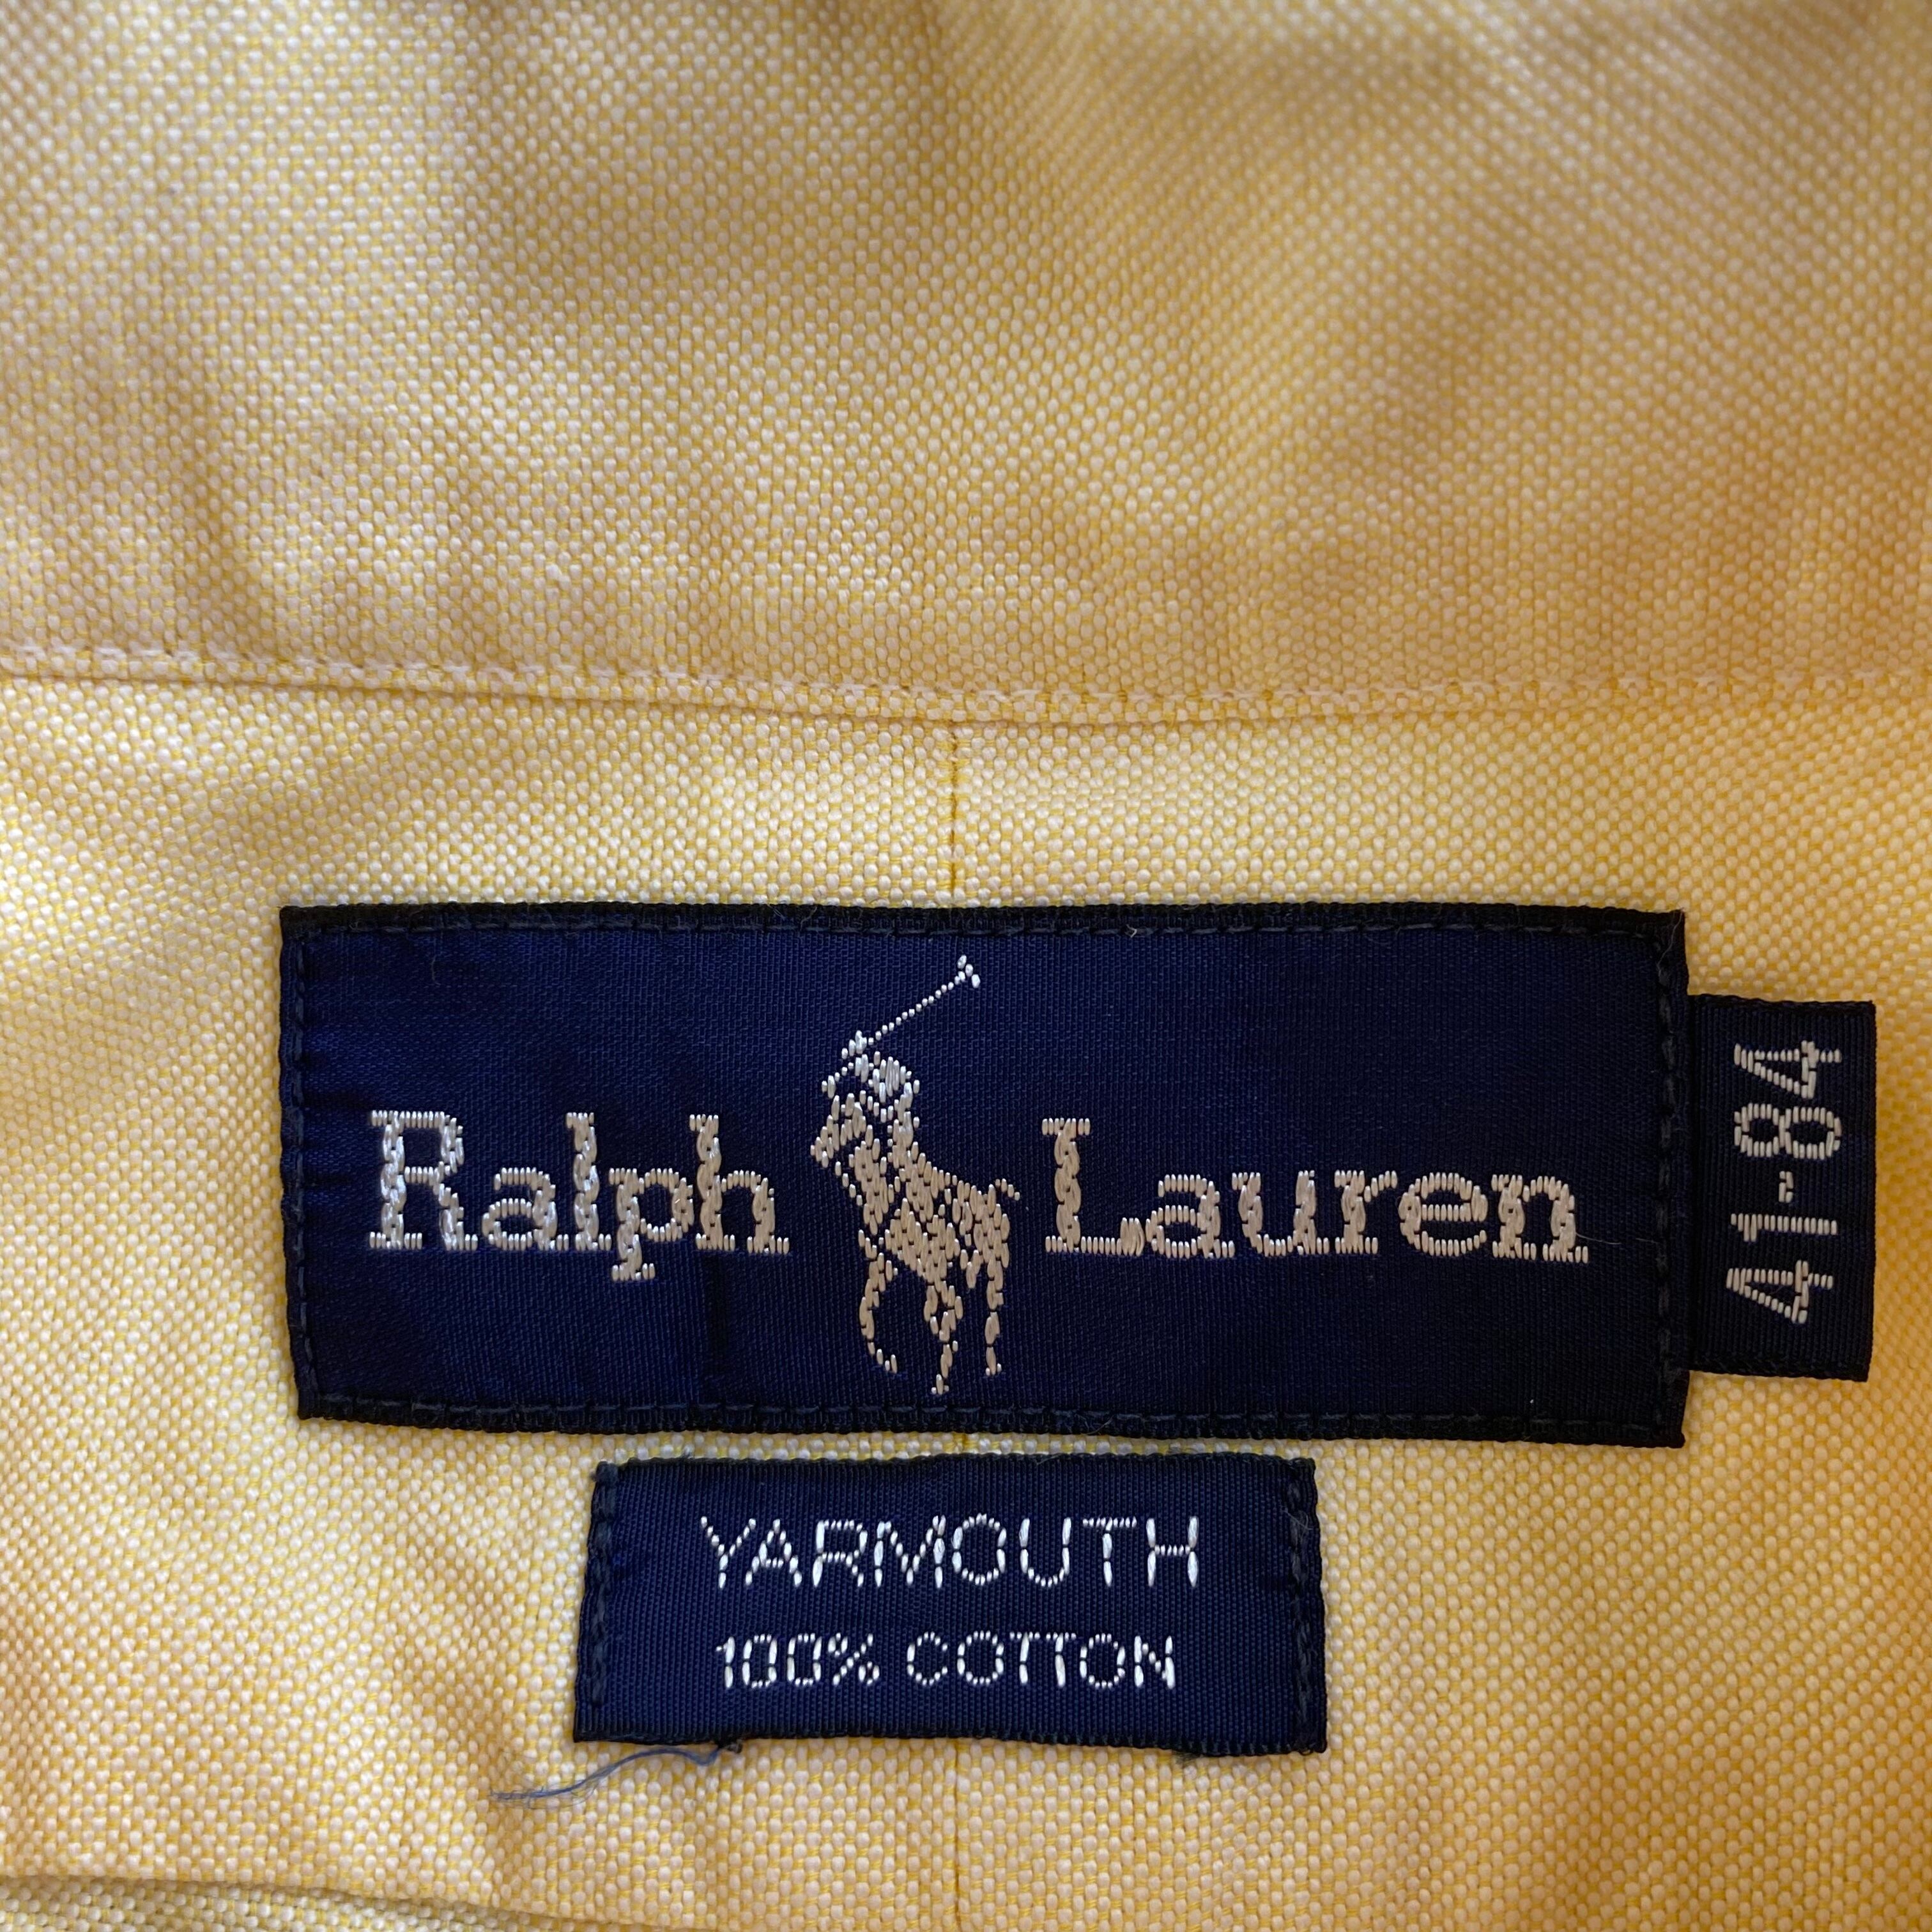 Ralph Lauren
41-84
YARMOUTH
100% COTTON